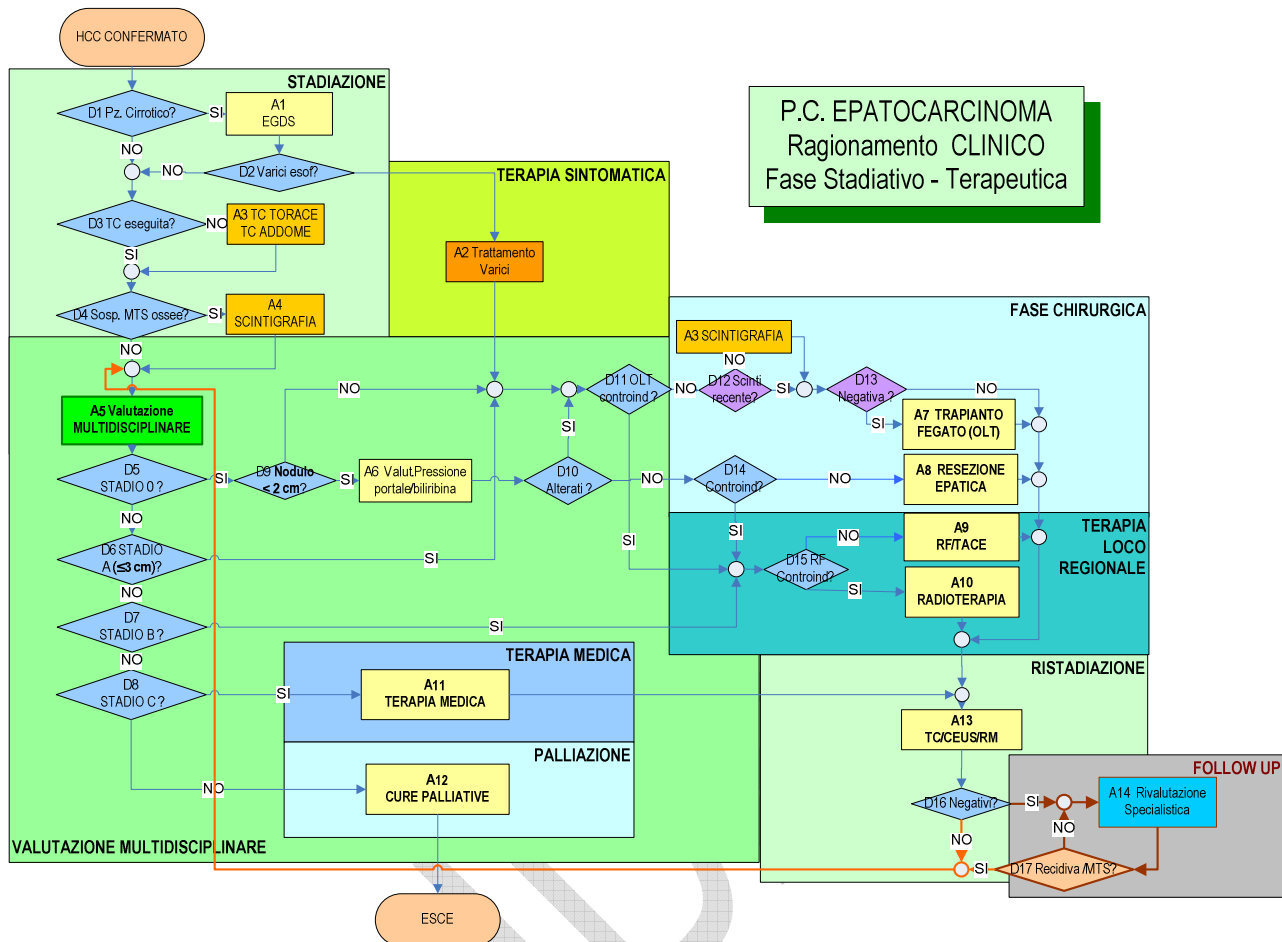 HCC CONFERMATO
STADIAZIONE
D1 Pz. Cirrotico?
SI
A1
EGDS
NO
D2 Varici esof?
NO
D3 TC eseguita?
NO
A3 TC TORACE
TC ADDOME
SI
D4 Sosp. MTS ossee?
SI
A4
SCINTIGRAFIA
NO
TERAPIA SINTOMATICA
A2 Trattamento
Varici
P.C. EPATOCARCINOMA
Ragionamento CLINICO
Fase Stadiativo - Terapeutica
A5 Valutazione
MULTIDISCIPLINARE
D5
STADIO 0 ?
SI
D9 Nodulo
< 2 cm?
NO
SI
A6 Valut.Pressione
portale/biliribina
D10
Alterati ?
SI
NO
D11 OLT
controind ?
NO
SI
NO
D6 STADIO
A (≤3 cm)?
SI
NO
D7
STADIO B ?
SI
NO
D8
STADIO C ?
SI
NO
FASE CHIRURGICA
A3 SCINTIGRAFIA
NO
D12 Scinti
recente?
SI
D13
Negativa ?
NO
SI
A7 TRAPIANTO
FEGATO (OLT)
D14
Controind?
NO
A8 RESEZIONE
EPATICA
SI
TERAPIA
LOCO
REGIONALE
D15 RF
Controind?
NO
A9
RF/TACE
SI
A10
RADIOTERAPIA
TERAPIA MEDICA
A11
TERAPIA MEDICA
PALLIAZIONE
A12
CURE PALLIATIVE
VALUTAZIONE MULTIDISCIPLINARE
RISTADIAZIONE
A13
TC/CEUS/RM
D16 Negativi?
SI
NO
FOLLOW UP
A14 Rivalutazione
Specialistica
NO
D17 Recidiva /MTS?
SI
ESCE